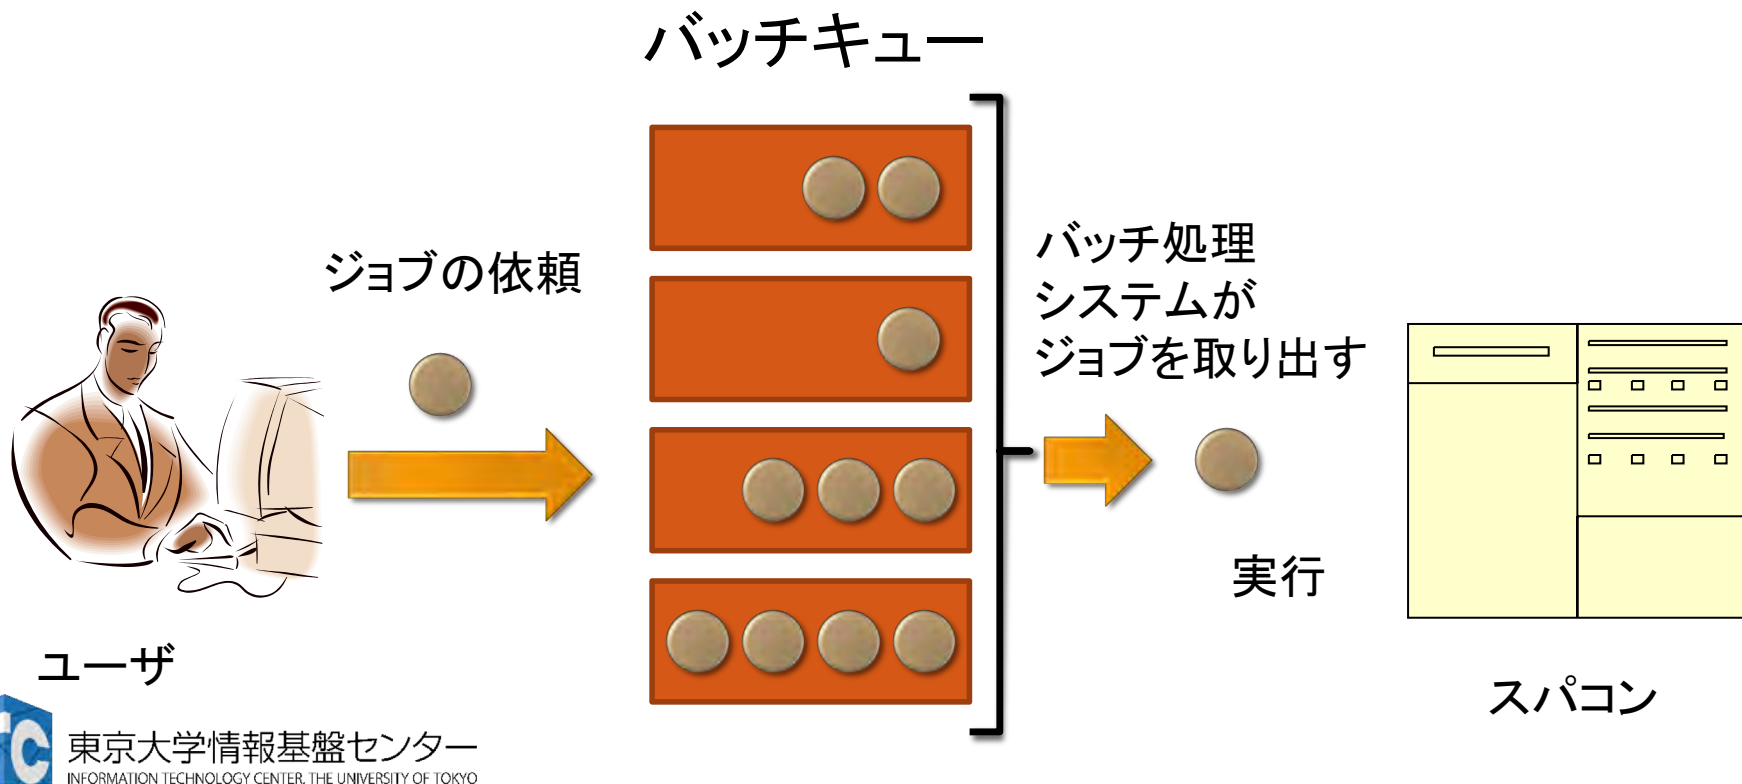 バッチキュー
ジョブの依頼
バッチ処理
システムが
ジョブを取り出す
実行
ユーザ
スパコン
TC
東京大学情報基盤センター
INFORMATION TECHNOLOGY CENTER, THE UNIVERSITY OF TOKYO